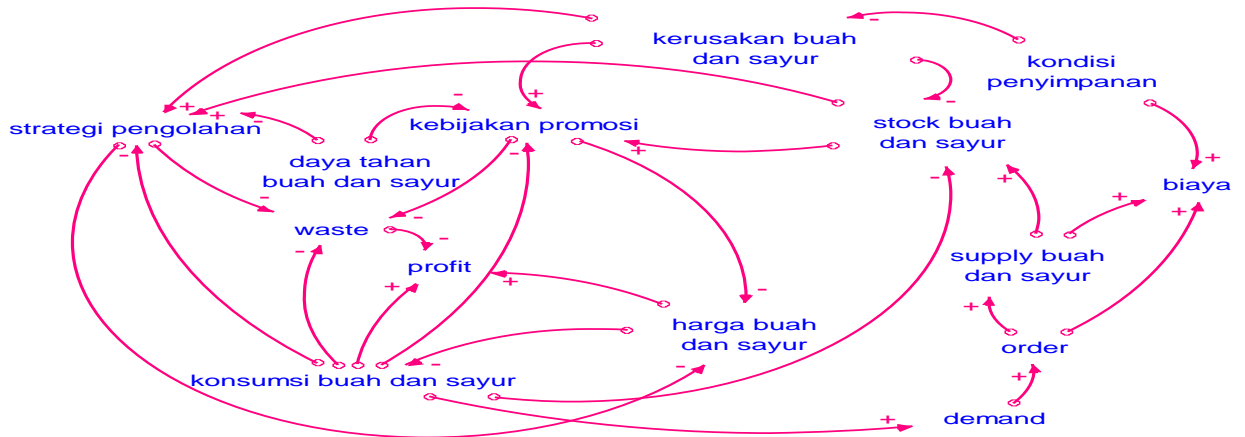 kerusakan buah
dan sayur
kondisi
penyimpanan
strategi pengolahan
kebijakan promosi
stock buah
dan sayur
daya tahan
buah dan sayur
biaya
waste
profit
supply buah
dan sayur
harga buah
dan sayur
order
konsumsi buah dan sayur
demand